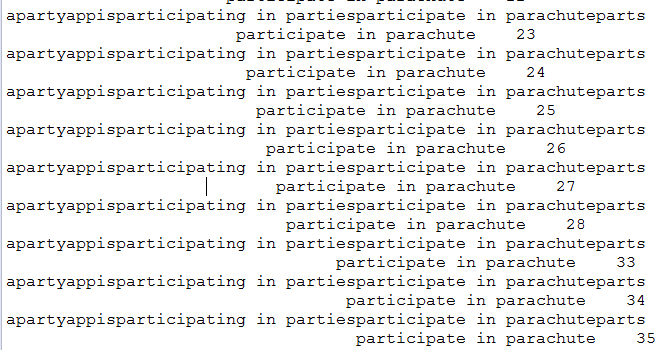 apartyappisparticipating in partiesparticipate in parachuteparts
participate in parachute    23
apartyappisparticipating in partiesparticipate in parachuteparts
participate in parachute    24
apartyappisparticipating in partiesparticipate in parachuteparts
participate in parachute    25
apartyappisparticipating in partiesparticipate in parachuteparts
participate in parachute    26
apartyappisparticipating in partiesparticipate in parachuteparts
participate in parachute    27
apartyappisparticipating in partiesparticipate in parachuteparts
participate in parachute    28
apartyappisparticipating in partiesparticipate in parachuteparts
participate in parachute    33
apartyappisparticipating in partiesparticipate in parachuteparts
participate in parachute    34
apartyappisparticipating in partiesparticipate in parachuteparts
participate in parachute    35